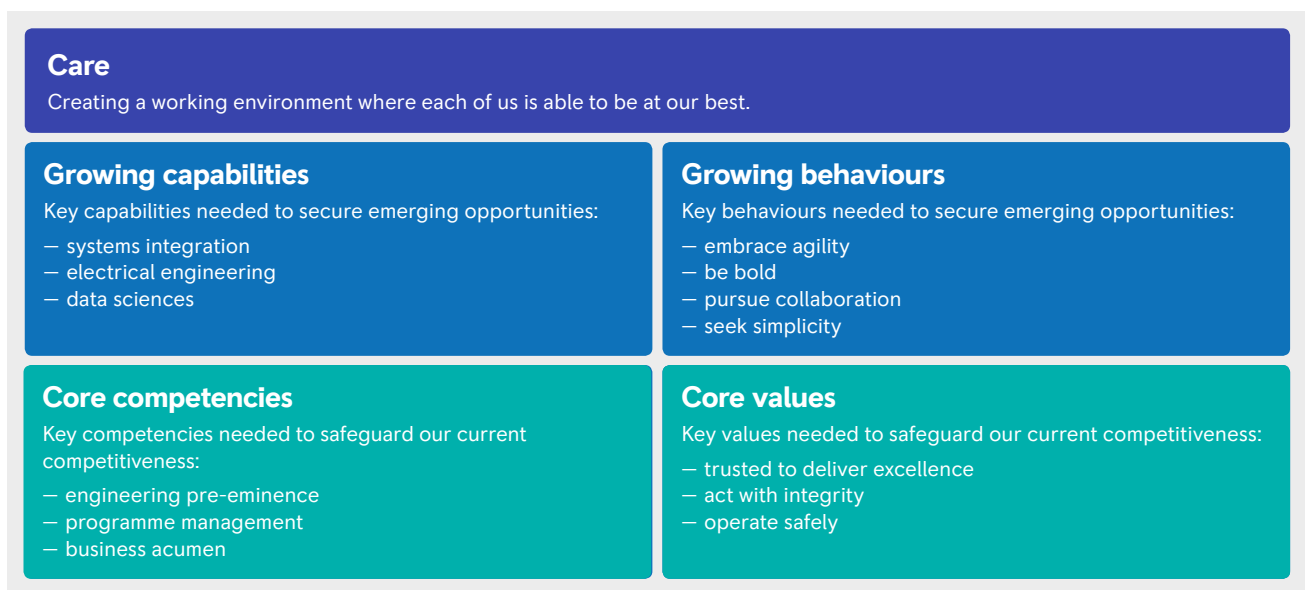 Care
Creating a working environment where each of us is able to be at our best.
Growing capabilities
Key capabilities needed to secure emerging opportunities:
— systems integration
— electrical engineering
— data sciences
Growing behaviours
Key behaviours needed to secure emerging opportunities:
— embrace agility
— be bold
— pursue collaboration
— seek simplicity
Core competencies
Key competencies needed to safeguard our current
competitiveness:
— engineering pre-eminence
— programme management
— business acumen
Core values
Key values needed to safeguard our current competitiveness:
— trusted to deliver excellence
— act with integrity
— operate safely